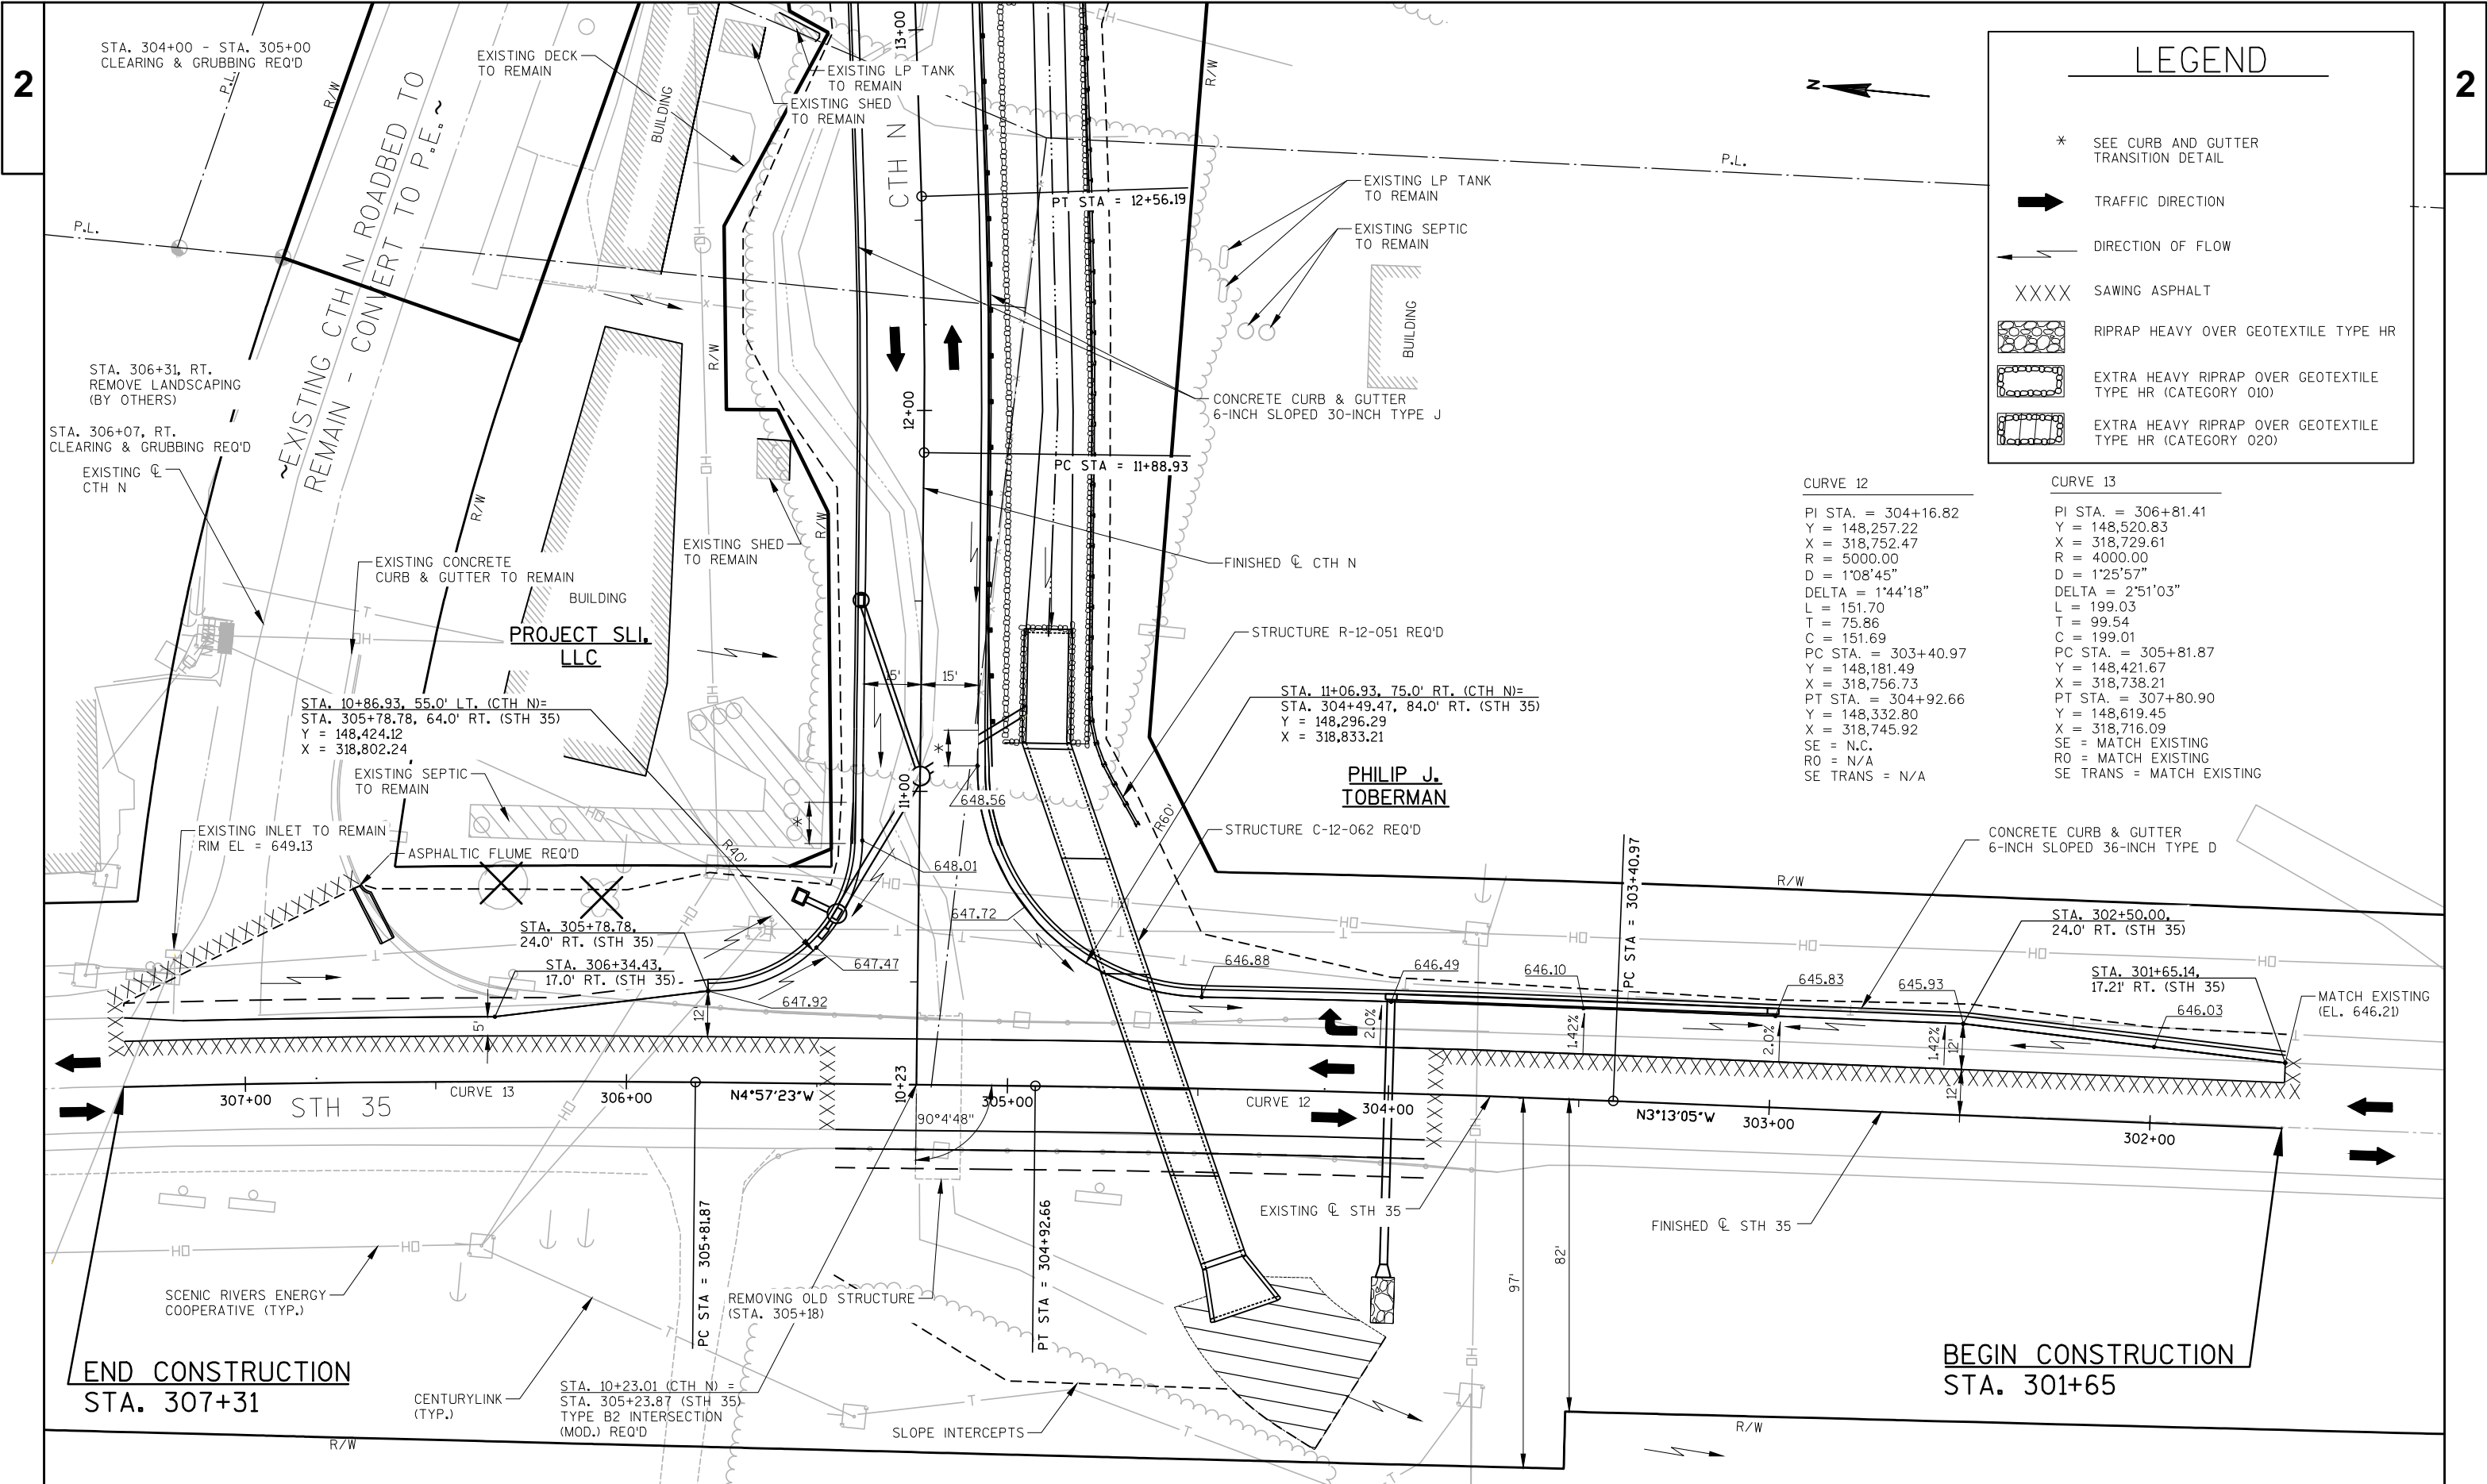 2
2
STA. 304+00 - STA. 305+00
CLEARING & GRUBBING REQ'D
P.L.
R/W
~EXISTING CTH N ROADBED TO
REMAIN - CONVERT TO P.E.~
EXISTING DECK
TO REMAIN
BUILDING
EXISTING LP TANK
TO REMAIN
EXISTING SHED
TO REMAIN
13+00
CTH N
R/W
N
P.L.
PT STA = 12+56.19
EXISTING LP TANK
TO REMAIN
EXISTING SEPTIC
TO REMAIN
BUILDING
LEGEND
* SEE CURB AND GUTTER
TRANSITION DETAIL
TRAFFIC DIRECTION
DIRECTION OF FLOW
XXXX SAWING ASPHALT
RIPRAP HEAVY OVER GEOTEXTILE TYPE HR
EXTRA HEAVY RIPRAP OVER GEOTEXTILE
TYPE HR (CATEGORY 010)
EXTRA HEAVY RIPRAP OVER GEOTEXTILE
TYPE HR (CATEGORY 020)
P.L.
R/W
STA. 306+31, RT.
REMOVE LANDSCAPING
(BY OTHERS)
STA. 306+07, RT.
CLEARING & GRUBBING REQ'D
EXISTING ℄
CTH N
R/W
12+00
CONCRETE CURB & GUTTER
6-INCH SLOPED 30-INCH TYPE J
PC STA = 11+88.93
R/W
EXISTING SHED
TO REMAIN
EXISTING CONCRETE
CURB & GUTTER TO REMAIN
BUILDING
PROJECT SLI,
LLC
FINISHED ℄ CTH N
STRUCTURE R-12-051 REQ'D
CURVE 12
PI STA. = 304+16.82
Y = 148,257.22
X = 318,752.47
R = 5000.00
D = 1°08'45"
DELTA = 1°44'18"
L = 151.70
T = 75.86
C = 151.69
PC STA. = 303+40.97
Y = 148,181.49
X = 318,756.73
PT STA. = 304+92.66
Y = 148,332.80
X = 318,745.92
SE = N.C.
RO = N/A
SE TRANS = N/A
CURVE 13
PI STA. = 306+81.41
Y = 148,520.83
X = 318,729.61
R = 4000.00
D = 1°25'57"
DELTA = 2°51'03"
L = 199.03
T = 99.54
C = 199.01
PC STA. = 305+81.87
Y = 148,421.67
X = 318,738.21
PT STA. = 307+80.90
Y = 148,619.45
X = 318,716.09
SE = MATCH EXISTING
RO = MATCH EXISTING
SE TRANS = MATCH EXISTING
15'
15'
STA. 10+86.93, 55.0' LT. (CTH N)=
STA. 305+78.78, 64.0' RT. (STH 35)
Y = 148,424.12
X = 318,802.24
STA. 11+06.93, 75.0' RT. (CTH N)=
STA. 304+49.47, 84.0' RT. (STH 35)
Y = 148,296.29
X = 318,833.21
EXISTING SEPTIC
TO REMAIN
PHILIP J.
TOBERMAN
*
*
11+00
648.56
R60'
STRUCTURE C-12-062 REQ'D
EXISTING INLET TO REMAIN
RIM EL = 649.13
ASPHALTIC FLUME REQ'D
R40'
648.01
CONCRETE CURB & GUTTER
6-INCH SLOPED 36-INCH TYPE D
PC STA = 303+40.97
R/W
647.72
STA. 305+78.78,
24.0' RT. (STH 35)
STA. 306+34.43,
17.0' RT. (STH 35)
647.47
647.92
646.88
646.49
646.10
645.83
645.93
STA. 302+50.00,
24.0' RT. (STH 35)
STA. 301+65.14,
17.21' RT. (STH 35)
646.03
MATCH EXISTING
(EL. 646.21)
5'
12'
2.0%
1.42%
2.0%
1.42%
12'
12'
307+00
STH 35
CURVE 13
306+00
N4°57'23"W
10+23
305+00
90°4'48"
CURVE 12
304+00
N3°13'05"W
303+00
302+00
PC STA = 305+81.87
PT STA = 304+92.66
EXISTING ℄ STH 35
FINISHED ℄ STH 35
97'
82'
SCENIC RIVERS ENERGY
COOPERATIVE (TYP.)
REMOVING OLD STRUCTURE
(STA. 305+18)
END CONSTRUCTION
STA. 307+31
CENTURYLINK
(TYP.)
STA. 10+23.01 (CTH N) =
STA. 305+23.87 (STH 35)
TYPE B2 INTERSECTION
(MOD.) REQ'D
SLOPE INTERCEPTS
BEGIN CONSTRUCTION
STA. 301+65
R/W
R/W